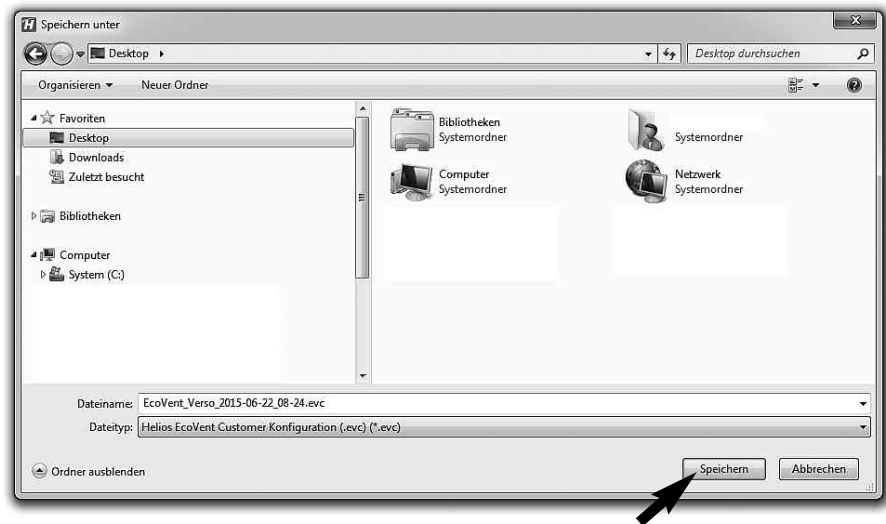 Speichern unter
Desktop
Desktop durchsuchen
Organisieren
Neuer Ordner
Favoriten
Desktop
Downloads
Zuletzt besucht
Bibliotheken
Computer
System (C:)
Bibliotheken
Systemordner
Systemordner
Computer
Systemordner
Netzwerk
Systemordner
Dateiname: EcoVent_Verso_2015-06-22_08-24.evc
Dateityp: Helios EcoVent Customer Konfiguration (.evc) (*.evc)
Ordner ausblenden
Speichern
Abbrechen